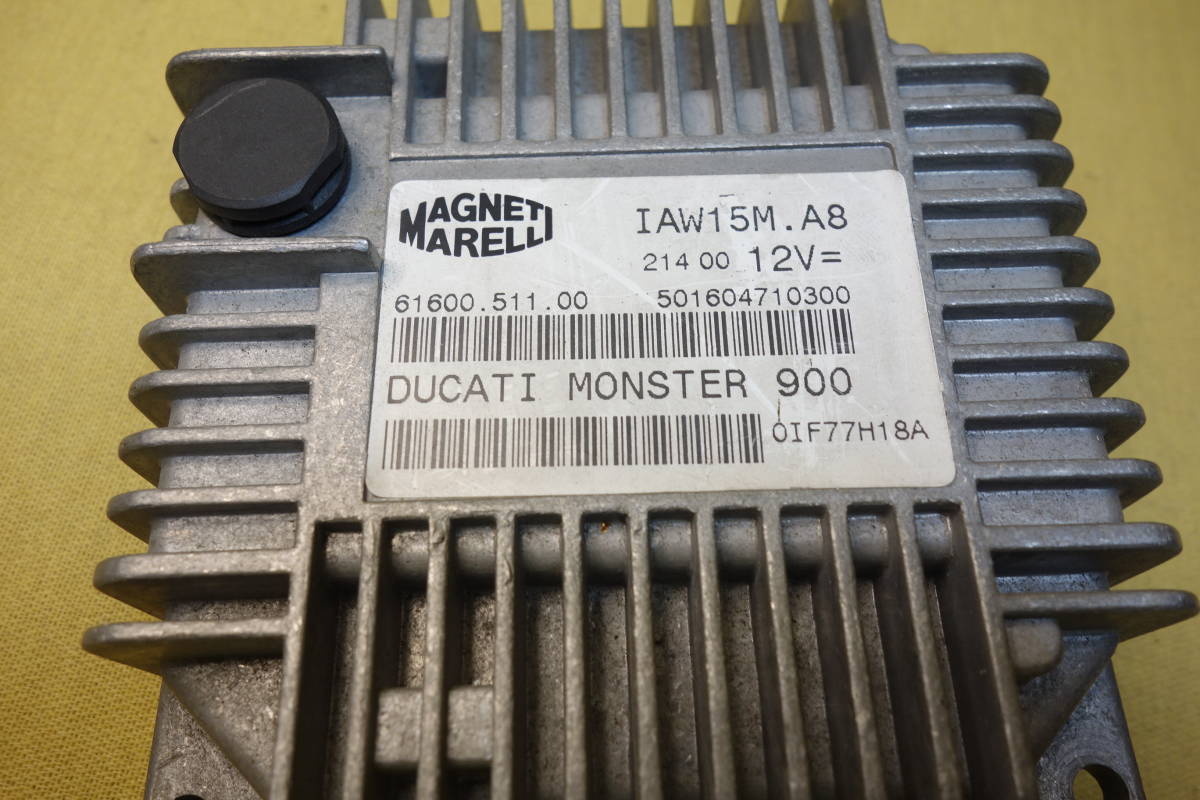 MAGNETI MARELLI
IAW15M.A8
214 00 12V=
61600.511.00 501604710300
DUCATI MONSTER 900
0IF77H18A